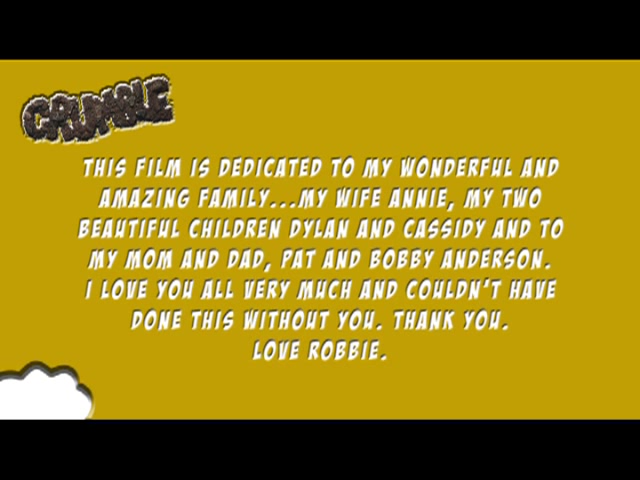 CRUMBLE
THIS FILM IS DEDICATED TO MY WONDERFUL AND
AMAZING FAMILY...MY WIFE ANNIE, MY TWO
BEAUTIFUL CHILDREN DYLAN AND CASSIDY AND TO
MY MOM AND DAD, PAT AND BOBBY ANDERSON.
I LOVE YOU ALL VERY MUCH AND COULDN'T HAVE
DONE THIS WITHOUT YOU. THANK YOU.
LOVE ROBBIE.